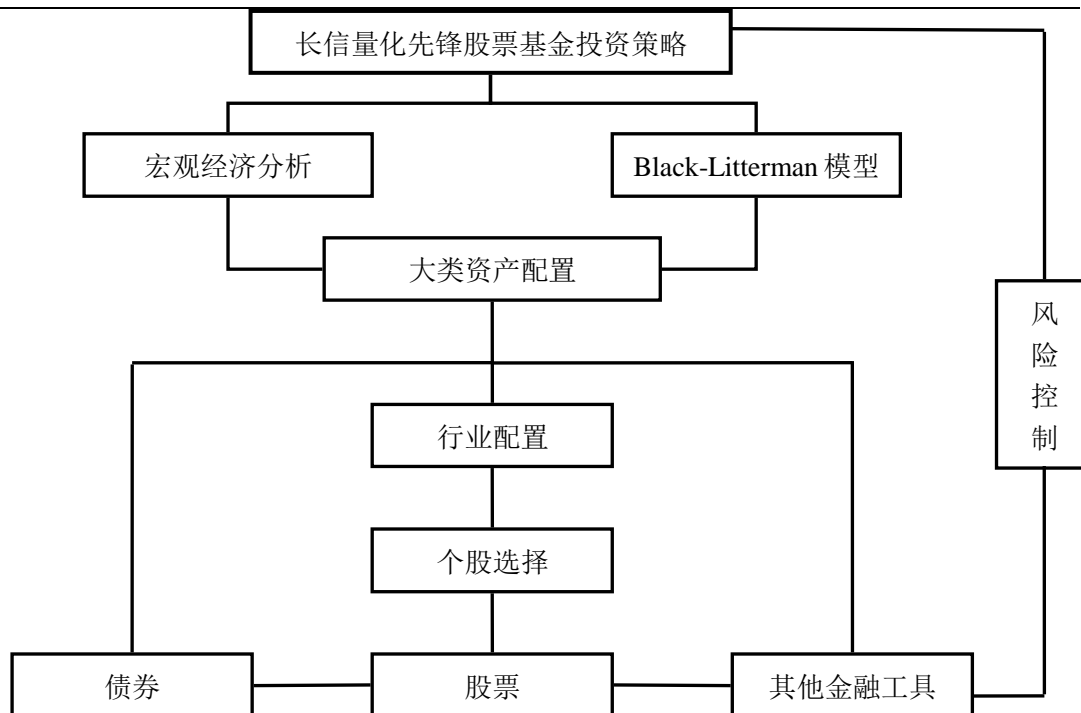 长信量化先锋股票基金投资策略
宏观经济分析
Black-Litterman 模型
大类资产配置
风
险
控
制
行业配置
个股选择
债券
股票
其他金融工具